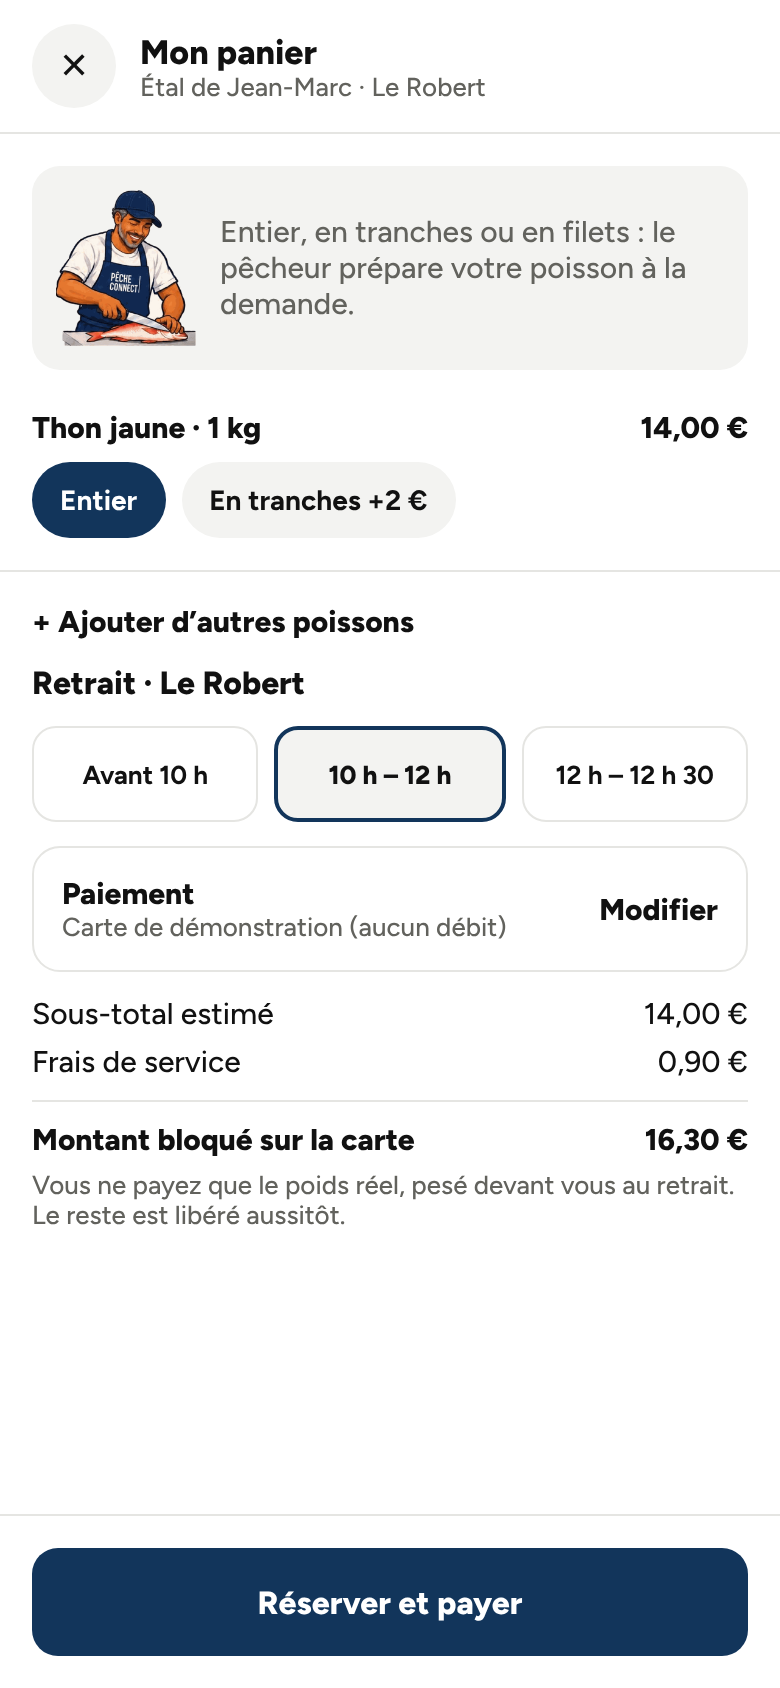 Mon panier
Étal de Jean-Marc · Le Robert
PÊCHE
CONNECT
Entier, en tranches ou en filets : le
pêcheur prépare votre poisson à la
demande.
Thon jaune · 1 kg 14,00 €
Entier En tranches +2 €
+ Ajouter d’autres poissons
Retrait · Le Robert
Avant 10 h 10 h – 12 h 12 h – 12 h 30
Paiement
Carte de démonstration (aucun débit)
Modifier
Sous-total estimé 14,00 €
Frais de service 0,90 €
Montant bloqué sur la carte 16,30 €
Vous ne payez que le poids réel, pesé devant vous au retrait.
Le reste est libéré aussitôt.
Réserver et payer